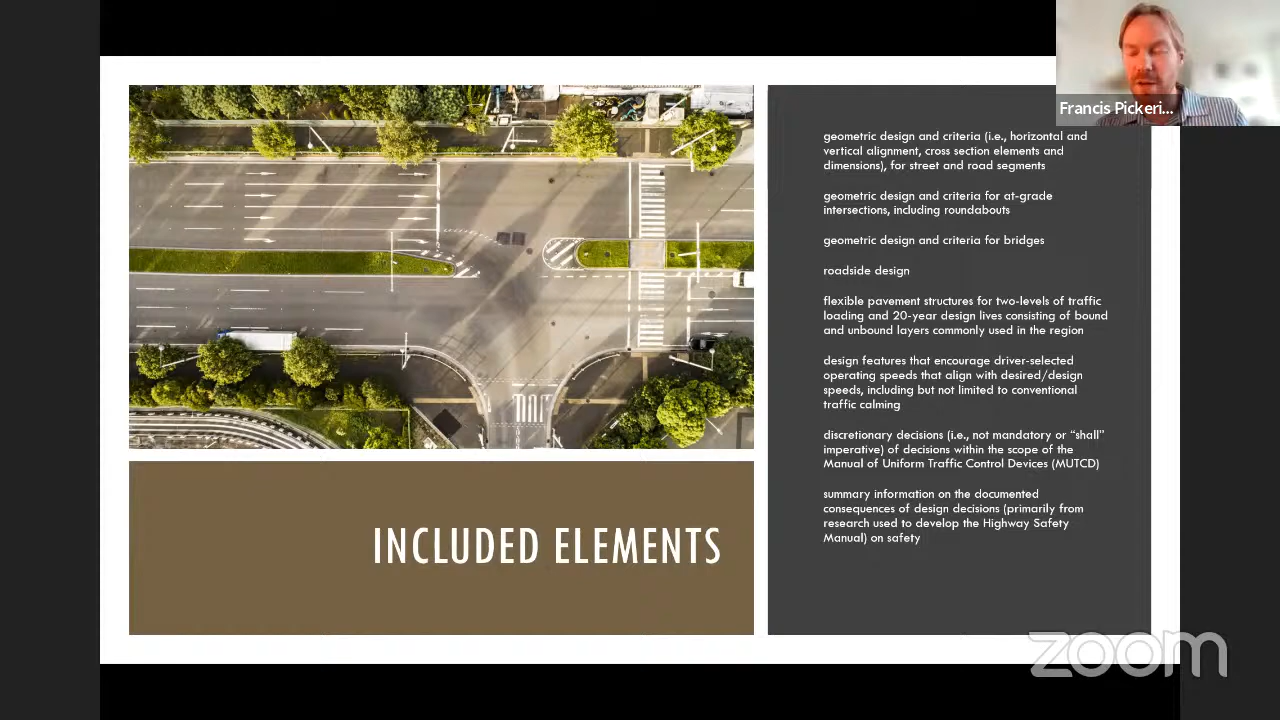 Francis Pickeri...
geometric design and criteria (i.e., horizontal and
vertical alignment, cross section elements and
dimensions), for street and road segments
geometric design and criteria for at-grade
intersections, including roundabouts
geometric design and criteria for bridges
roadside design
flexible pavement structures for two-levels of traffic
loading and 20-year design lives consisting of bound
and unbound layers commonly used in the region
design features that encourage driver-selected
operating speeds that align with desired/design
speeds, including but not limited to conventional
traffic calming
discretionary decisions (i.e., not mandatory or “shall”
imperative) of decisions within the scope of the
Manual of Uniform Traffic Control Devices (MUTCD)
summary information on the documented
consequences of design decisions (primarily from
research used to develop the Highway Safety
Manual) on safety
INCLUDED ELEMENTS
zoom